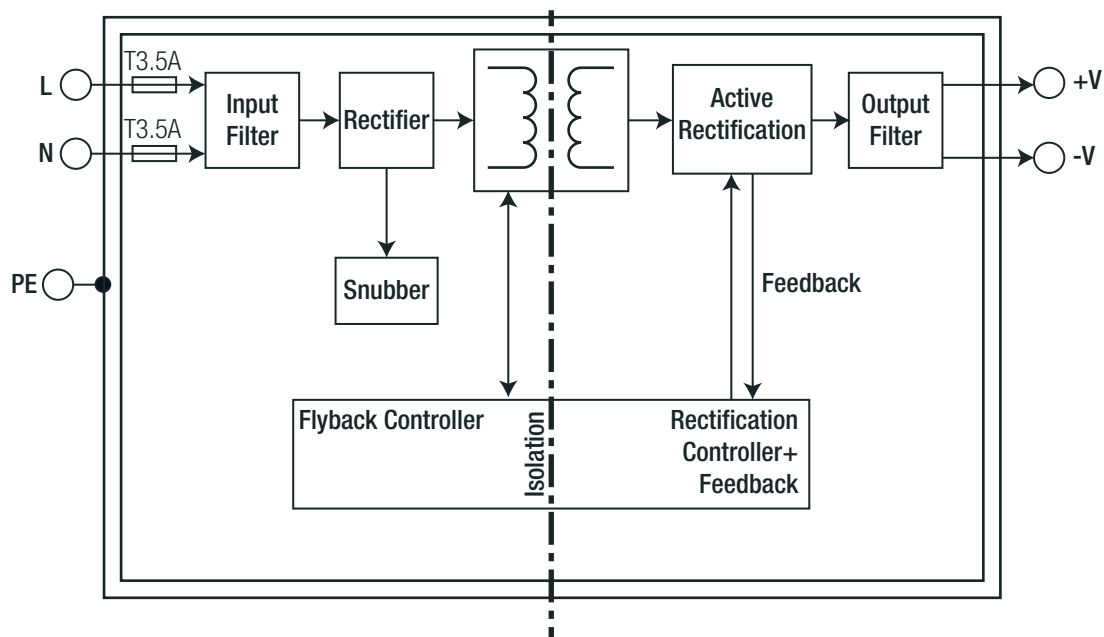 L
T3.5A
N
T3.5A
PE
Input
Filter
Rectifier
Snubber
Active
Rectification
Output
Filter
+V
-V
Feedback
Flyback Controller
Isolation
Rectification
Controller+
Feedback